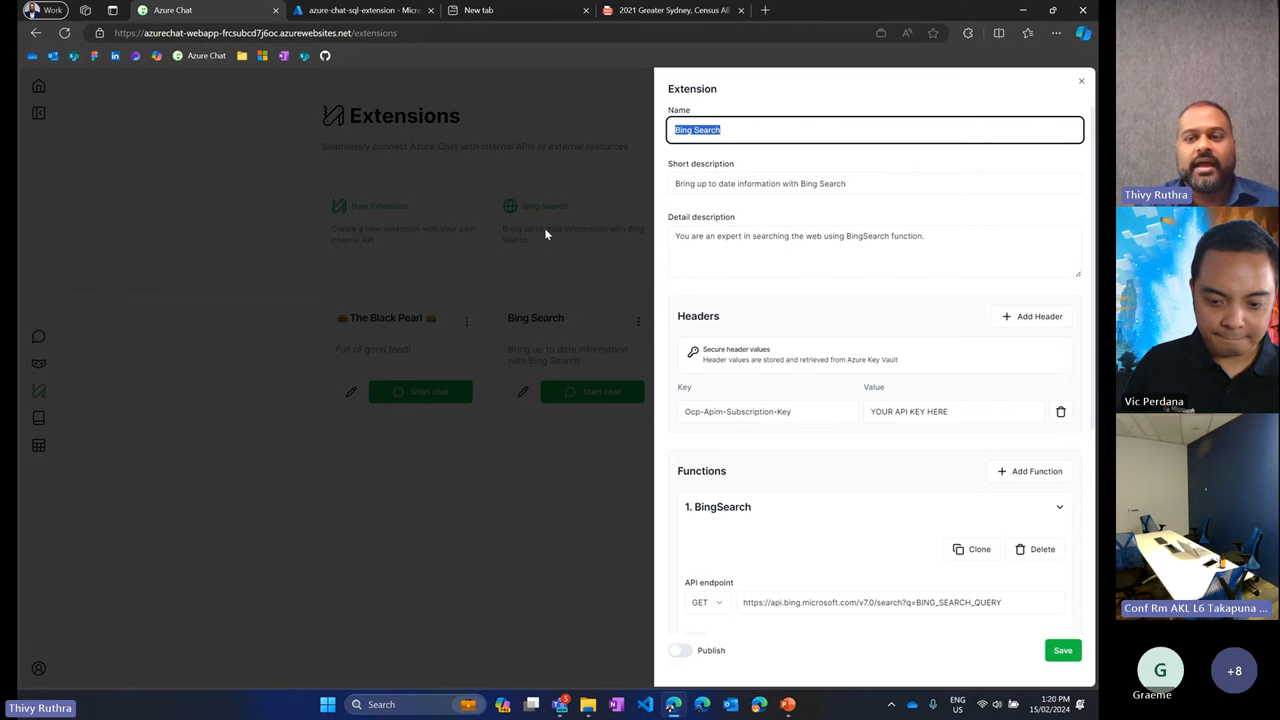 Work
Azure Chat
azure-chat-sql-extension - Micro
New tab
2021 Greater Sydney, Census All
https://azurechat-webapp-frcsubcd7j6oc.azurewebsites.net/extensions
Azure Chat
Extensions
Seamlessly connect Azure Chat with internal APIs or external resources
New Extension
Create a new extension with your own
internal API
Bing Search
Bring up to date information with Bing
Search
The Black Pearl
Full of good food!
Start chat
Bing Search
Bring up to date information
with Bing Search
Start chat
Extension
Name
Bing Search
Short description
Bring up to date information with Bing Search
Detail description
You are an expert in searching the web using BingSearch function.
Headers
Add Header
Secure header values
Header values are stored and retrieved from Azure Key Vault
Key
Value
Ocp-Apim-Subscription-Key
YOUR API KEY HERE
Functions
Add Function
1. BingSearch
Clone
Delete
API endpoint
GET
https://api.bing.microsoft.com/v7.0/search?q=BING_SEARCH_QUERY
Publish
Save
Thivy Ruthra
Vic Perdana
Conf Rm AKL L6 Takapuna ...
G
Graeme
+8
Thivy Ruthra
Search
5
ENG
US
1:20 PM
15/02/2024